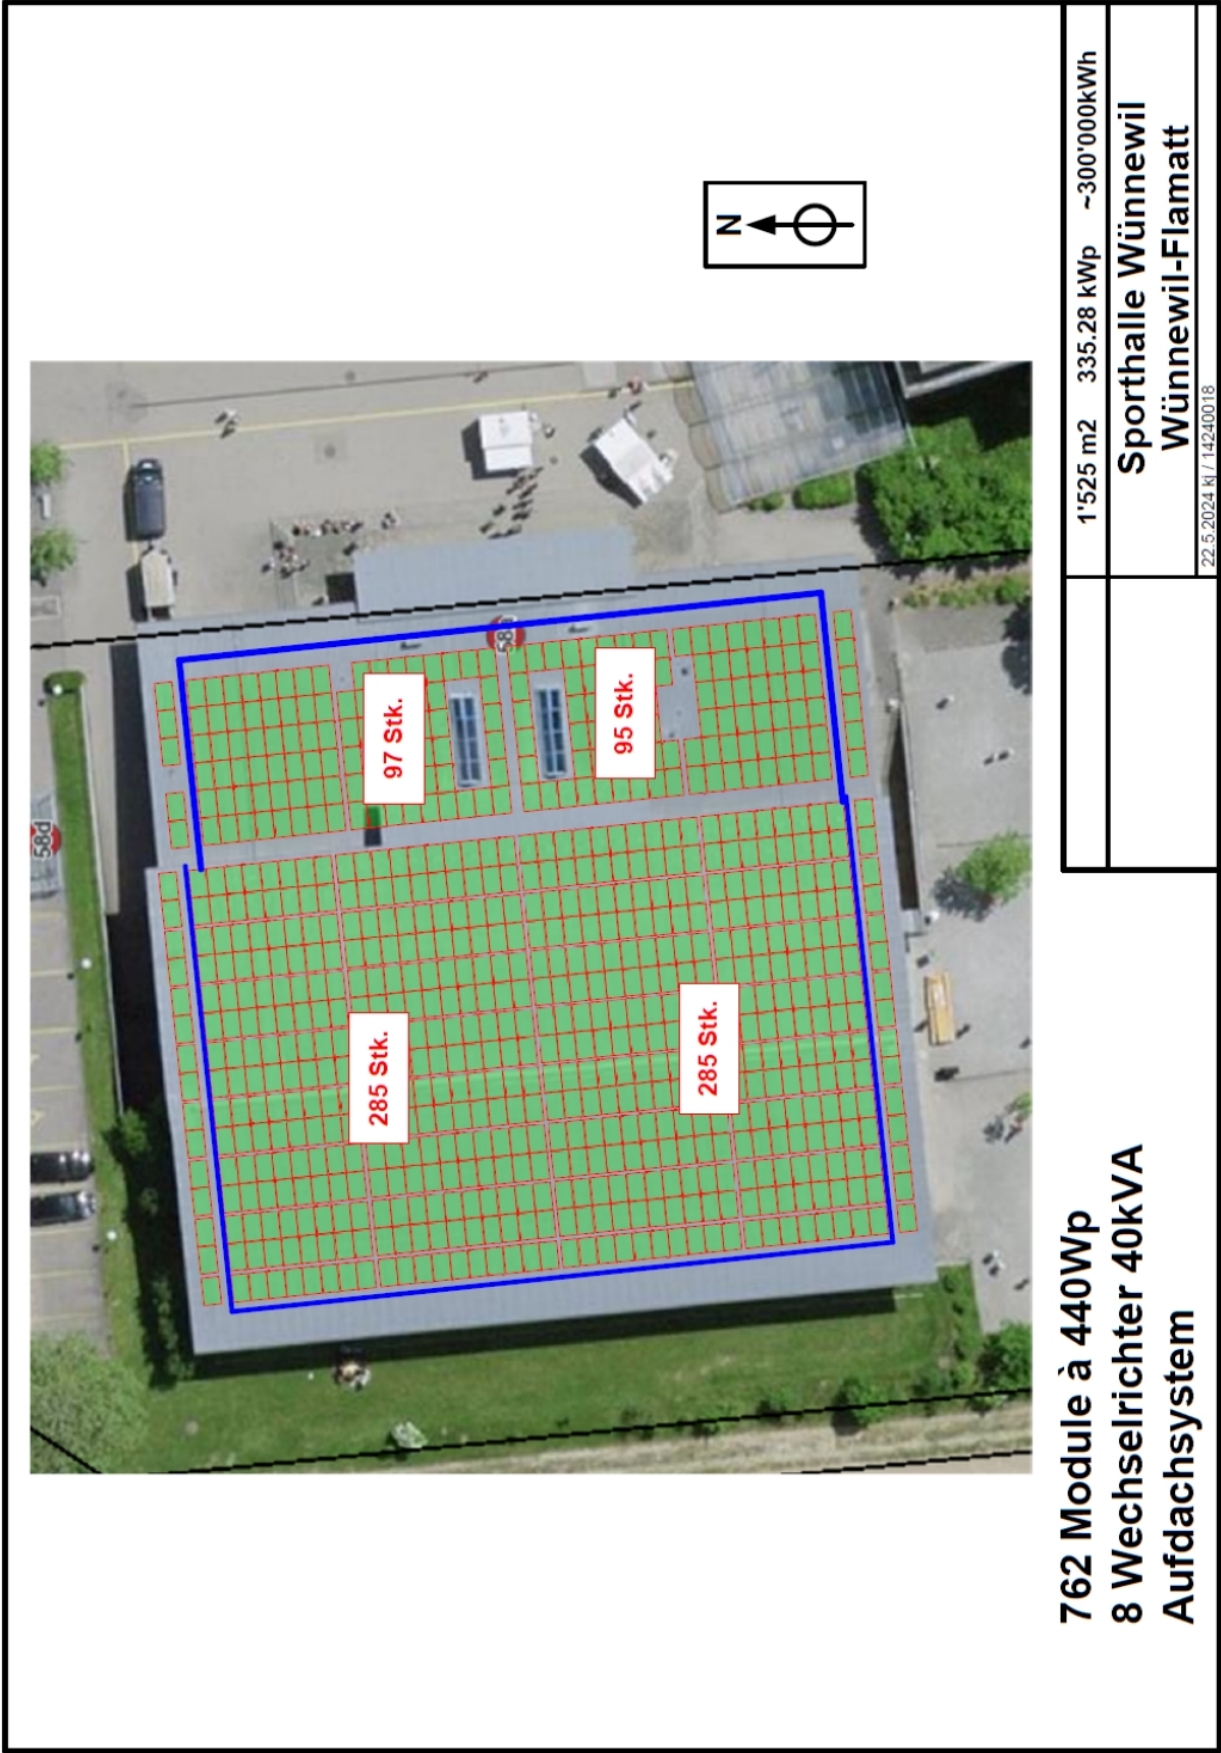 58d
58a
97 Stk.
95 Stk.
285 Stk.
285 Stk.
N
762 Module à 440Wp
8 Wechselrichter 40kVA
Aufdachsystem
1'525 m2 335.28 kWp ~300'000kWh
Sporthalle Wünnewil
Wünnewil-Flamatt
22.5.2024 kj / 14240018